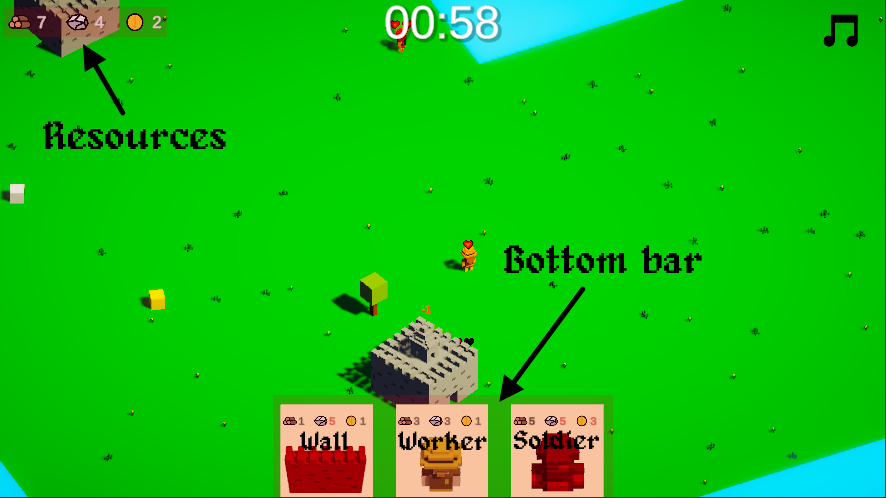 7 4 2
00:58
Resources
Bottom bar
-1
1 5 1
Wall
3 3 1
Worker
5 5 3
Soldier